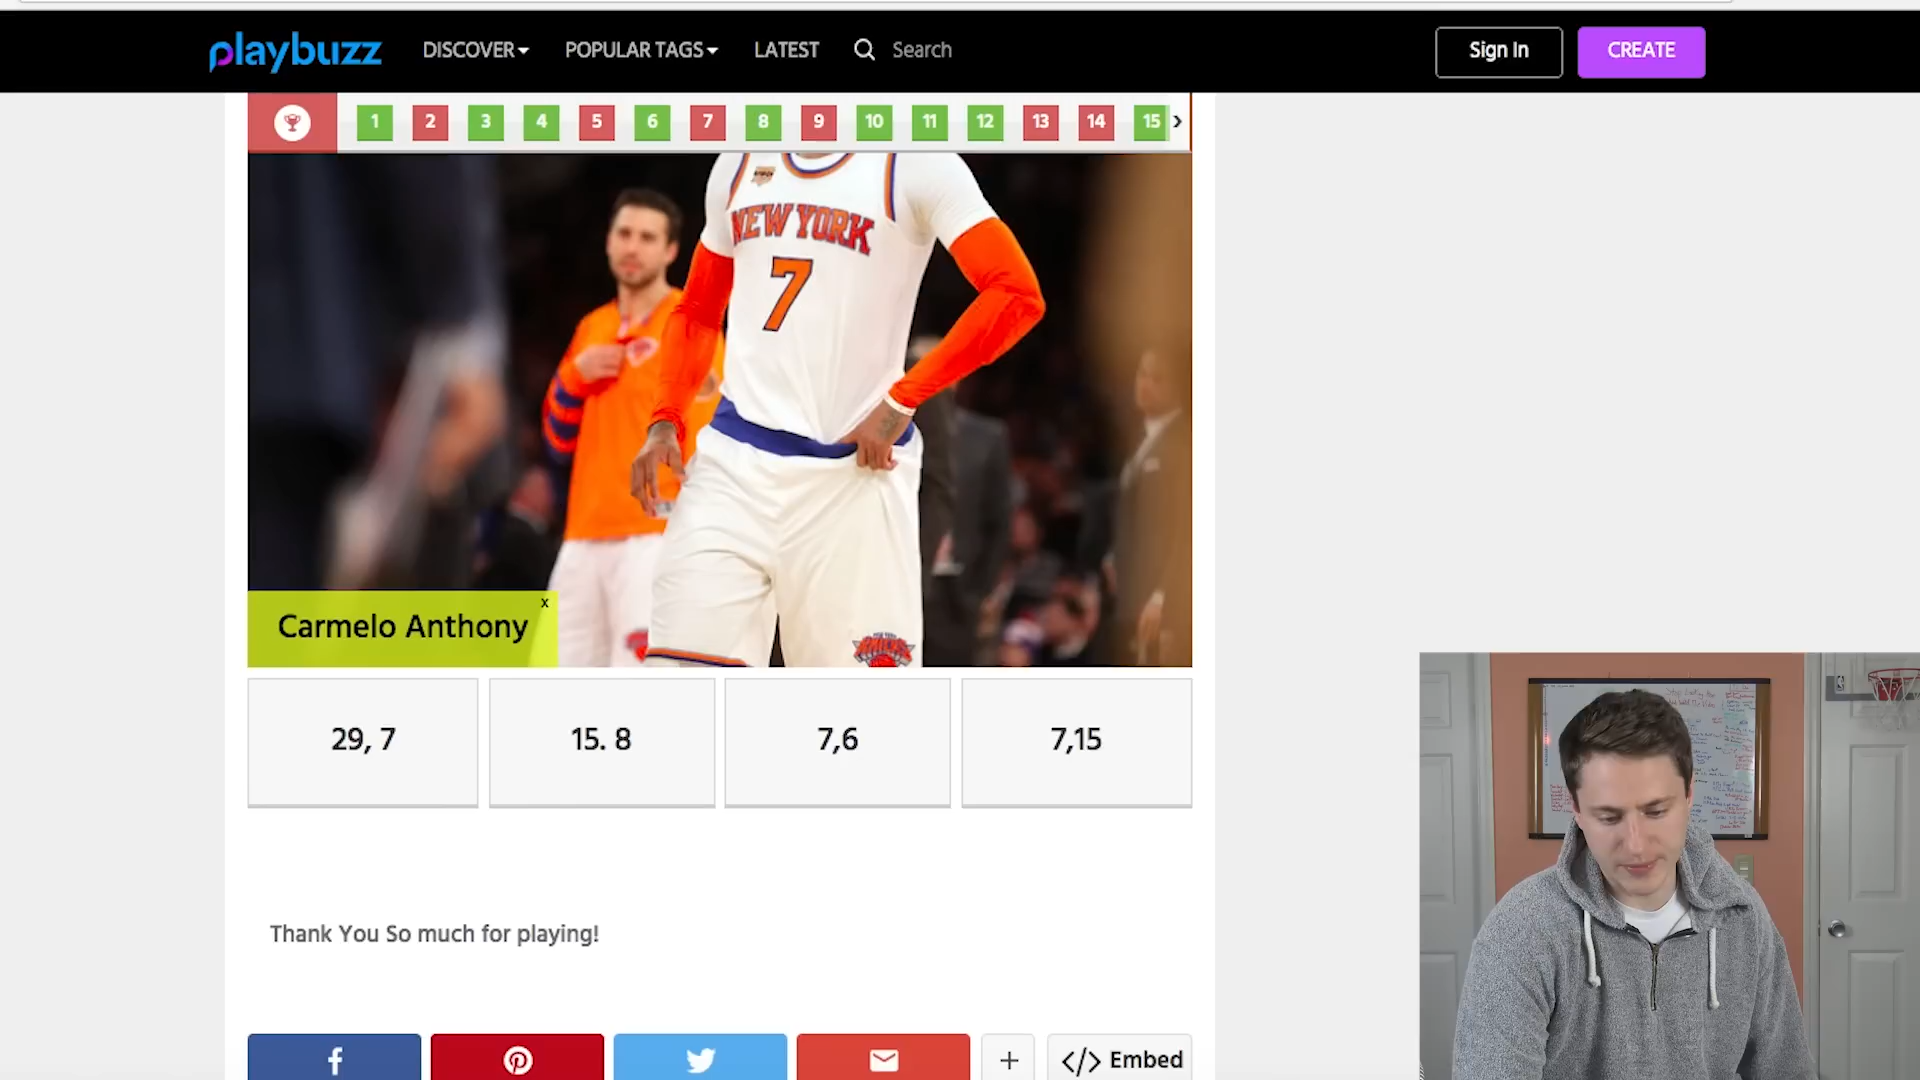 playbuzz DISCOVER POPULAR TAGS LATEST Search Sign In CREATE
1 2 3 4 5 6 7 8 9 10 11 12 13 14 15
NEW YORK
7
Carmelo Anthony x
29, 7 15. 8 7,6 7,15
Thank You So much for playing!
</> Embed